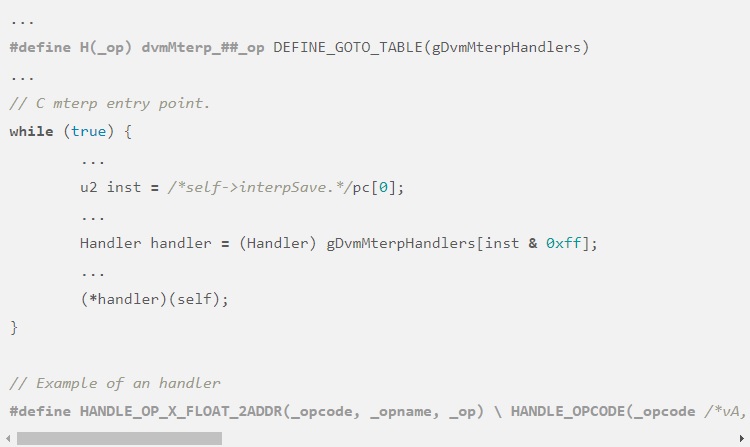 ...
#define H(_op) dvmMterp_##_op DEFINE_GOTO_TABLE(gDvmMterpHandlers)
...
// C mterp entry point.
while (true) {
...
u2 inst = /*self->interpSave.*/pc[0];
...
Handler handler = (Handler) gDvmMterpHandlers[inst & 0xff];
...
(*handler)(self);
}
// Example of an handler
#define HANDLE_OP_X_FLOAT_2ADDR(_opcode, _opname, _op) \ HANDLE_OPCODE(_opcode /*vA,